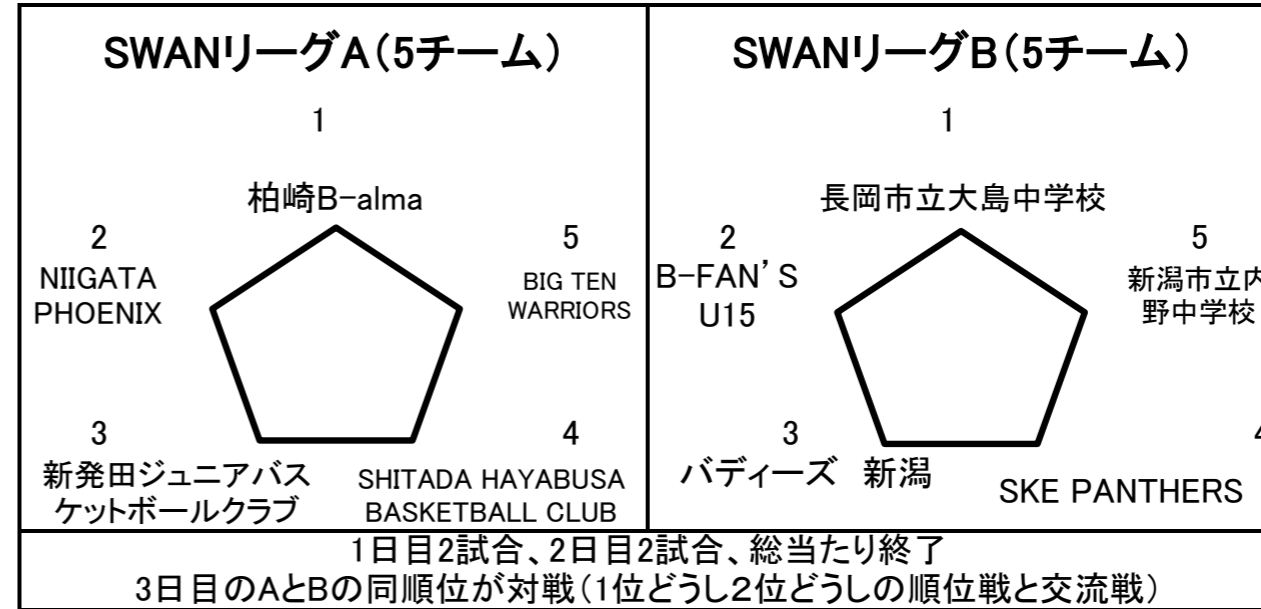 SWANリーグA(5チーム)
1
柏崎B-alma
2
NIIGATA
PHOENIX
5
BIG TEN
WARRIORS
3
新発田ジュニアバス
ケットボールクラブ
4
SHITADA HAYABUSA
BASKETBALL CLUB
SWANリーグB(5チーム)
1
長岡市立大島中学校
2
B-FAN'S
U15
5
新潟市立内
野中学校
3
バディーズ 新潟
4
SKE PANTHERS
1日目2試合、2日目2試合、総当たり終了
3日目のAとBの同順位が対戦(1位どうし2位どうしの順位戦と交流戦)